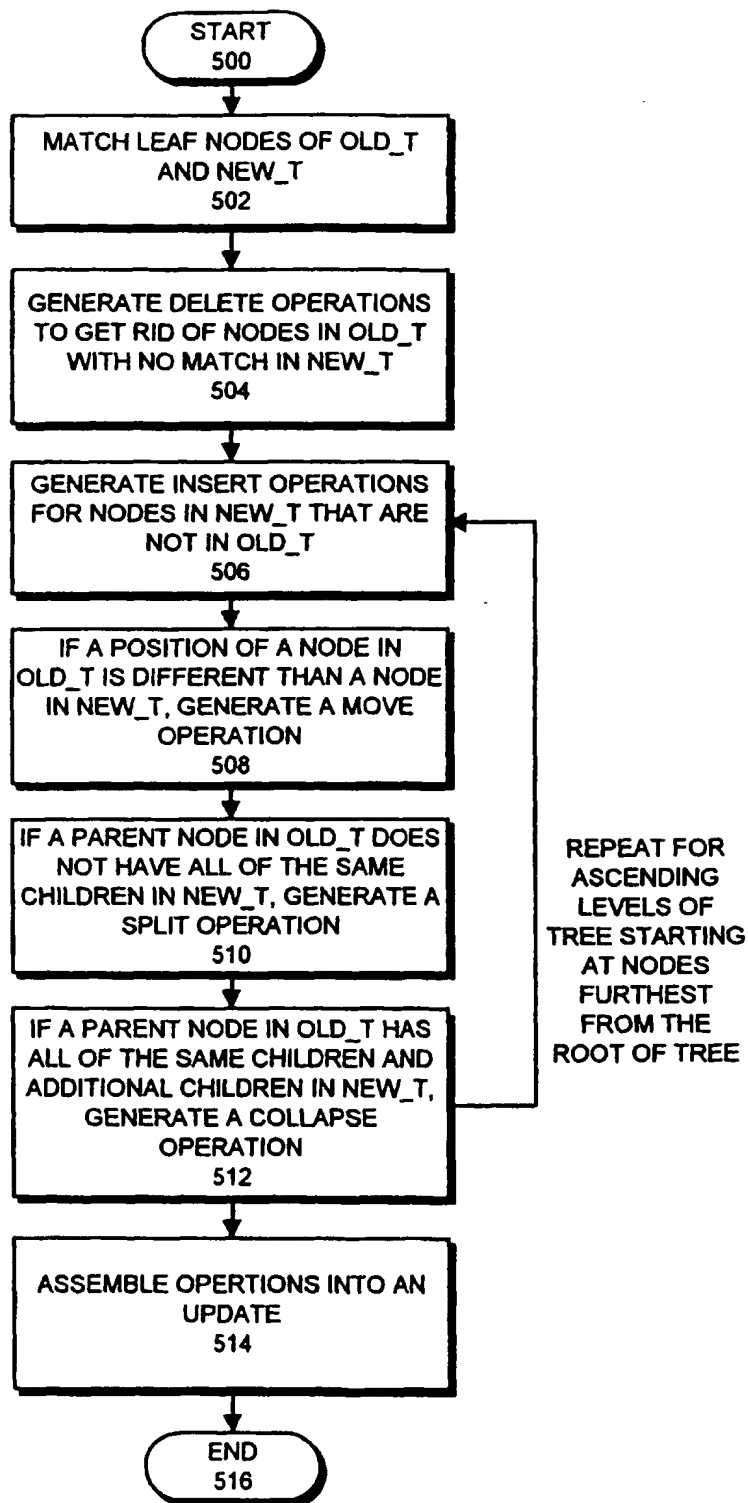 START
500
MATCH LEAF NODES OF OLD_T
AND NEW_T
502
GENERATE DELETE OPERATIONS
TO GET RID OF NODES IN OLD_T
WITH NO MATCH IN NEW_T
504
GENERATE INSERT OPERATIONS
FOR NODES IN NEW_T THAT ARE
NOT IN OLD_T
506
IF A POSITION OF A NODE IN
OLD_T IS DIFFERENT THAN A NODE
IN NEW_T, GENERATE A MOVE
OPERATION
508
IF A PARENT NODE IN OLD_T DOES
NOT HAVE ALL OF THE SAME
CHILDREN IN NEW_T, GENERATE A
SPLIT OPERATION
510
IF A PARENT NODE IN OLD_T HAS
ALL OF THE SAME CHILDREN AND
ADDITIONAL CHILDREN IN NEW_T,
GENERATE A COLLAPSE
OPERATION
512
REPEAT FOR
ASCENDING
LEVELS OF
TREE STARTING
AT NODES
FURTHEST
FROM THE
ROOT OF TREE
ASSEMBLE OPERTIONS INTO AN
UPDATE
514
END
516